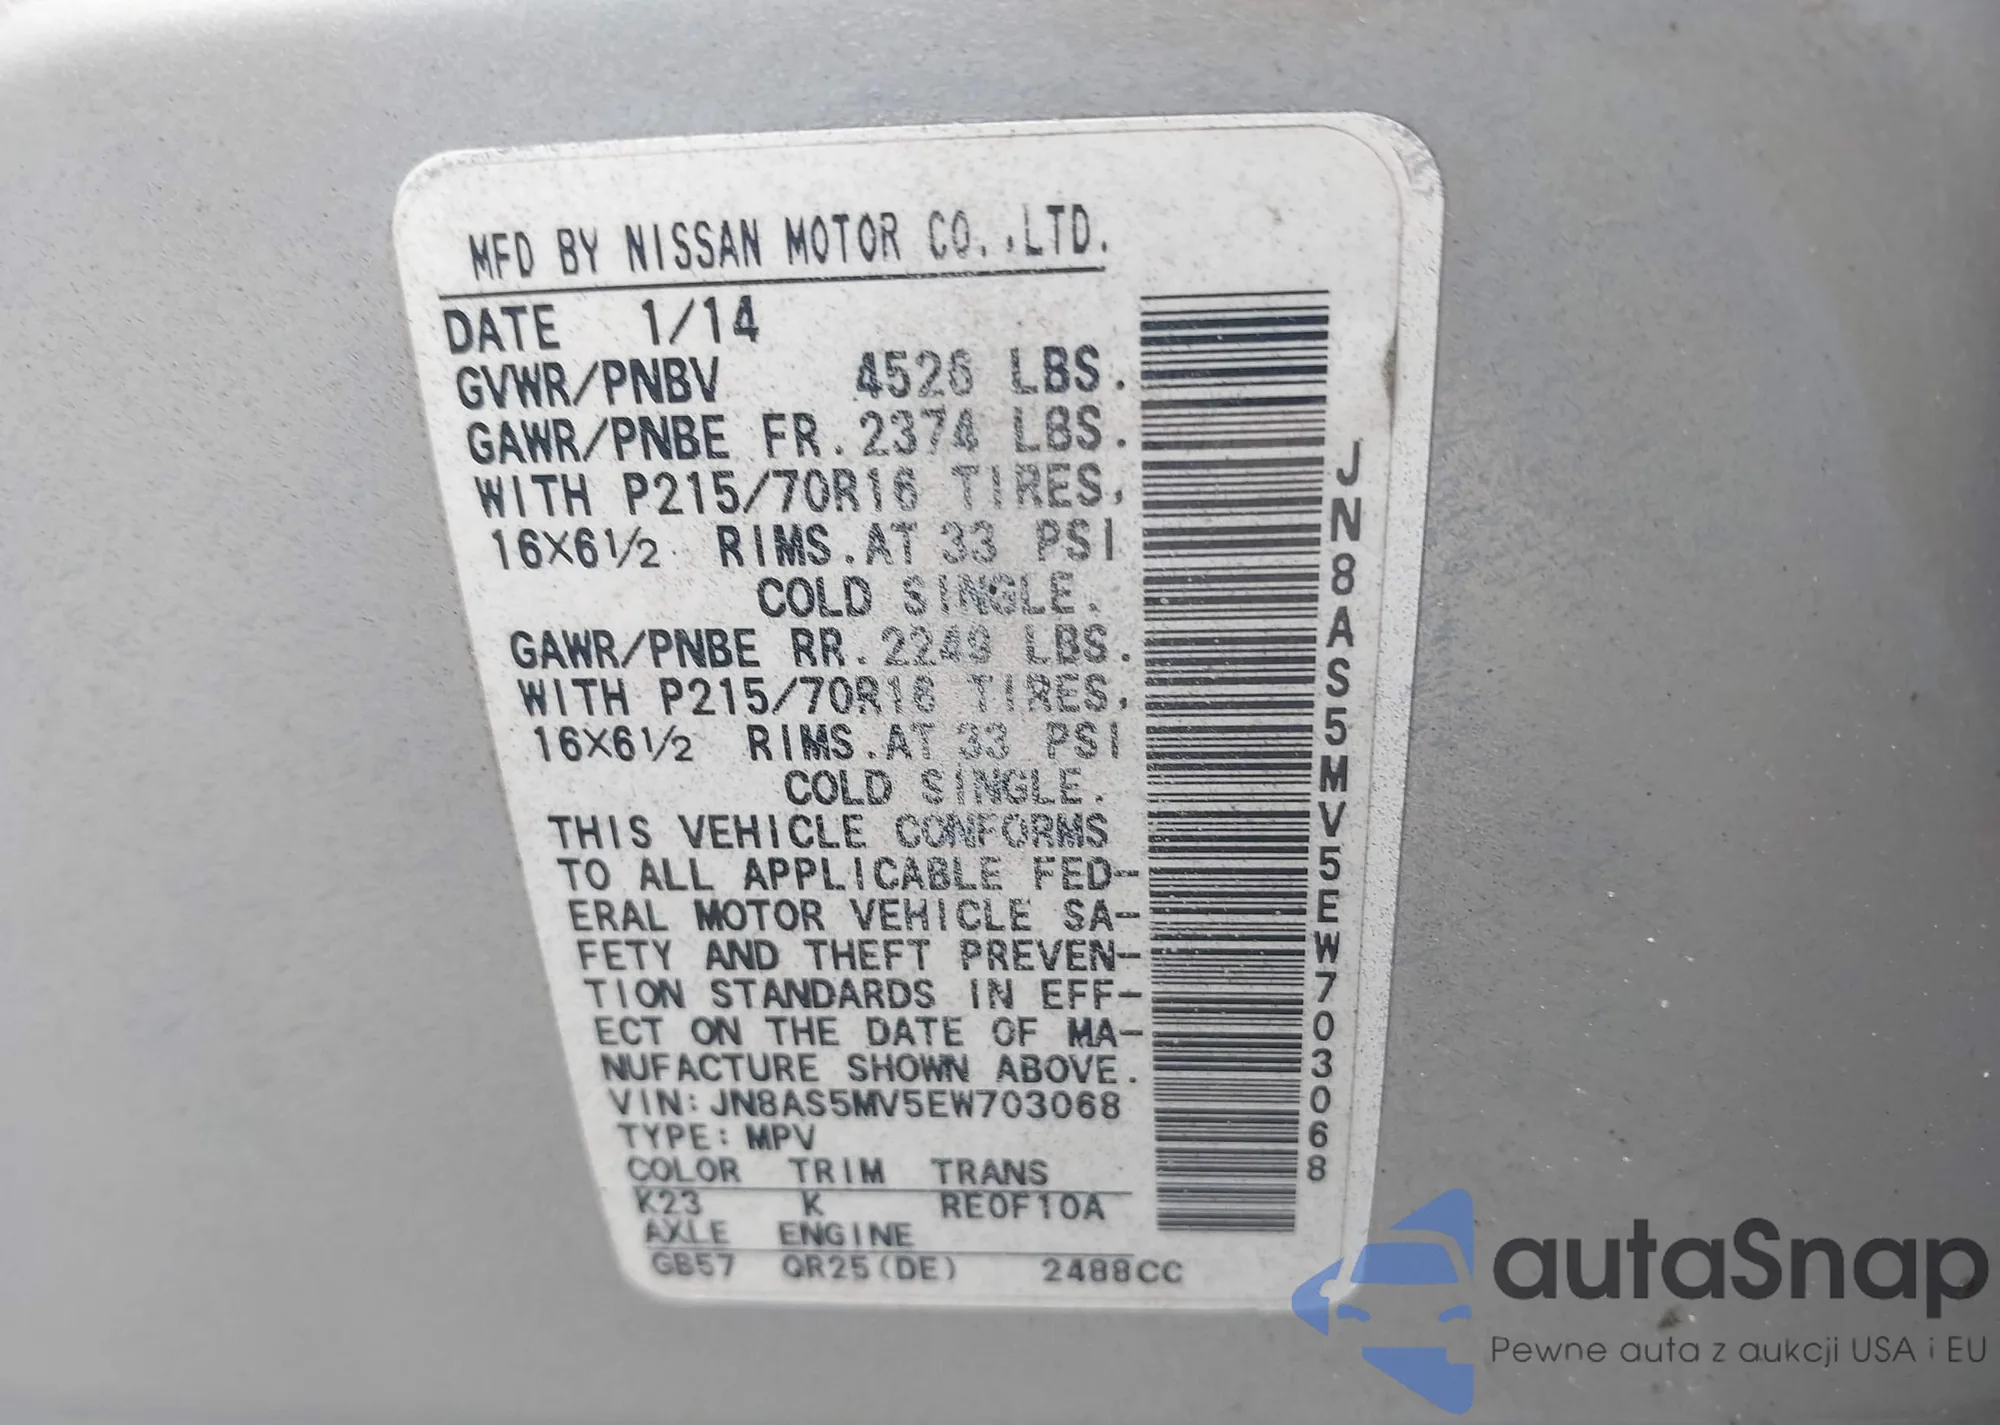 MFD BY NISSAN MOTOR CO.,LTD.
DATE 1/14
GVWR/PNBV 4526 LBS.
GAWR/PNBE FR.2374 LBS.
WITH P215/70R16 TIRES,
16X6½ RIMS.AT 33 PSI
COLD SINGLE.
GAWR/PNBE RR.2249 LBS.
WITH P215/70R16 TIRES,
16X6½ RIMS.AT 33 PSI
COLD SINGLE.
THIS VEHICLE CONFORMS
TO ALL APPLICABLE FED-
ERAL MOTOR VEHICLE SA-
FETY AND THEFT PREVEN-
TION STANDARDS IN EFF-
ECT ON THE DATE OF MA-
NUFACTURE SHOWN ABOVE.
VIN:JN8AS5MV5EW703068
TYPE:MPV
COLOR TRIM TRANS
K23 K RE0F10A
AXLE ENGINE
GB57 QR25(DE) 2488CC
JN8AS5MV5EW703068
autaSnap
Pewne auta z aukcji USA i EU